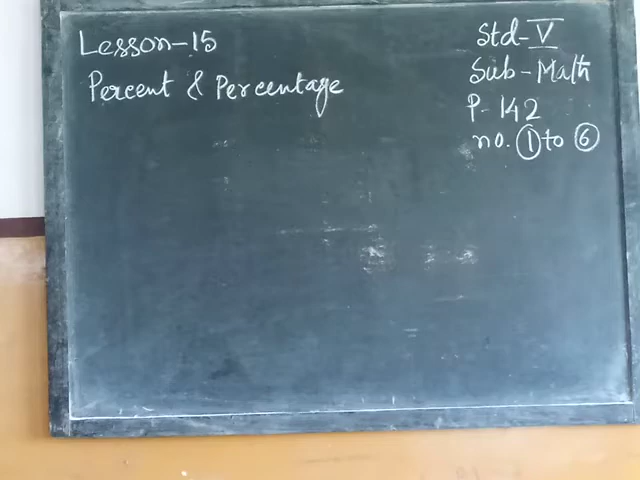 Lesson-15
Percent & Percentage
Std-V
Sub-Math
P-142
no. ① to ⑥